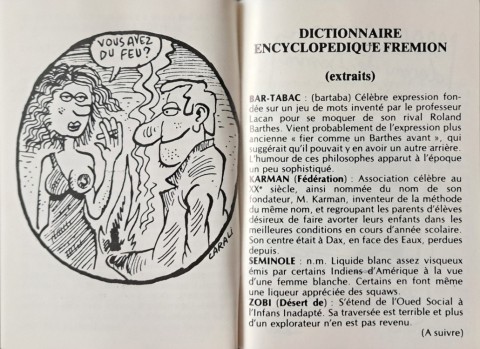 VOUS AVEZ
DU FEU?
CARALI
DICTIONNAIRE
ENCYCLOPEDIQUE FREMION
(extraits)
BAR-TABAC : (bartaba) Célèbre expression fon-
dée sur un jeu de mots inventé par le professeur
Lacan pour se moquer de son rival Roland
Barthes. Vient probablement de l'expression plus
ancienne « fier comme un Barthes avant », qui
suggérait qu'il pouvait y en avoir un autre arrière.
L'humour de ces philosophes apparut à l'époque
un peu sophistiqué.
KARMAN (Fédération) : Association célèbre au
XXe siècle, ainsi nommée du nom de son
fondateur, M. Karman, inventeur de la méthode
du même nom, et regroupant les parents d'élèves
désireux de faire avorter leurs enfants dans les
meilleures conditions en cours d'année scolaire.
Son centre était à Dax, en face des Eaux, perdues
depuis.
SEMINOLE : n.m. Liquide blanc assez visqueux
émis par certains Indiens d'Amérique à la vue
d'une femme blanche. Certains en font même
une liqueur appréciée des squaws.
ZOBI (Désert de) : S'étend de l'Oued Social à
l'Infans Inadapté. Sa traversée est terrible et plus
d'un explorateur n'en est pas revenu.
(A suivre)